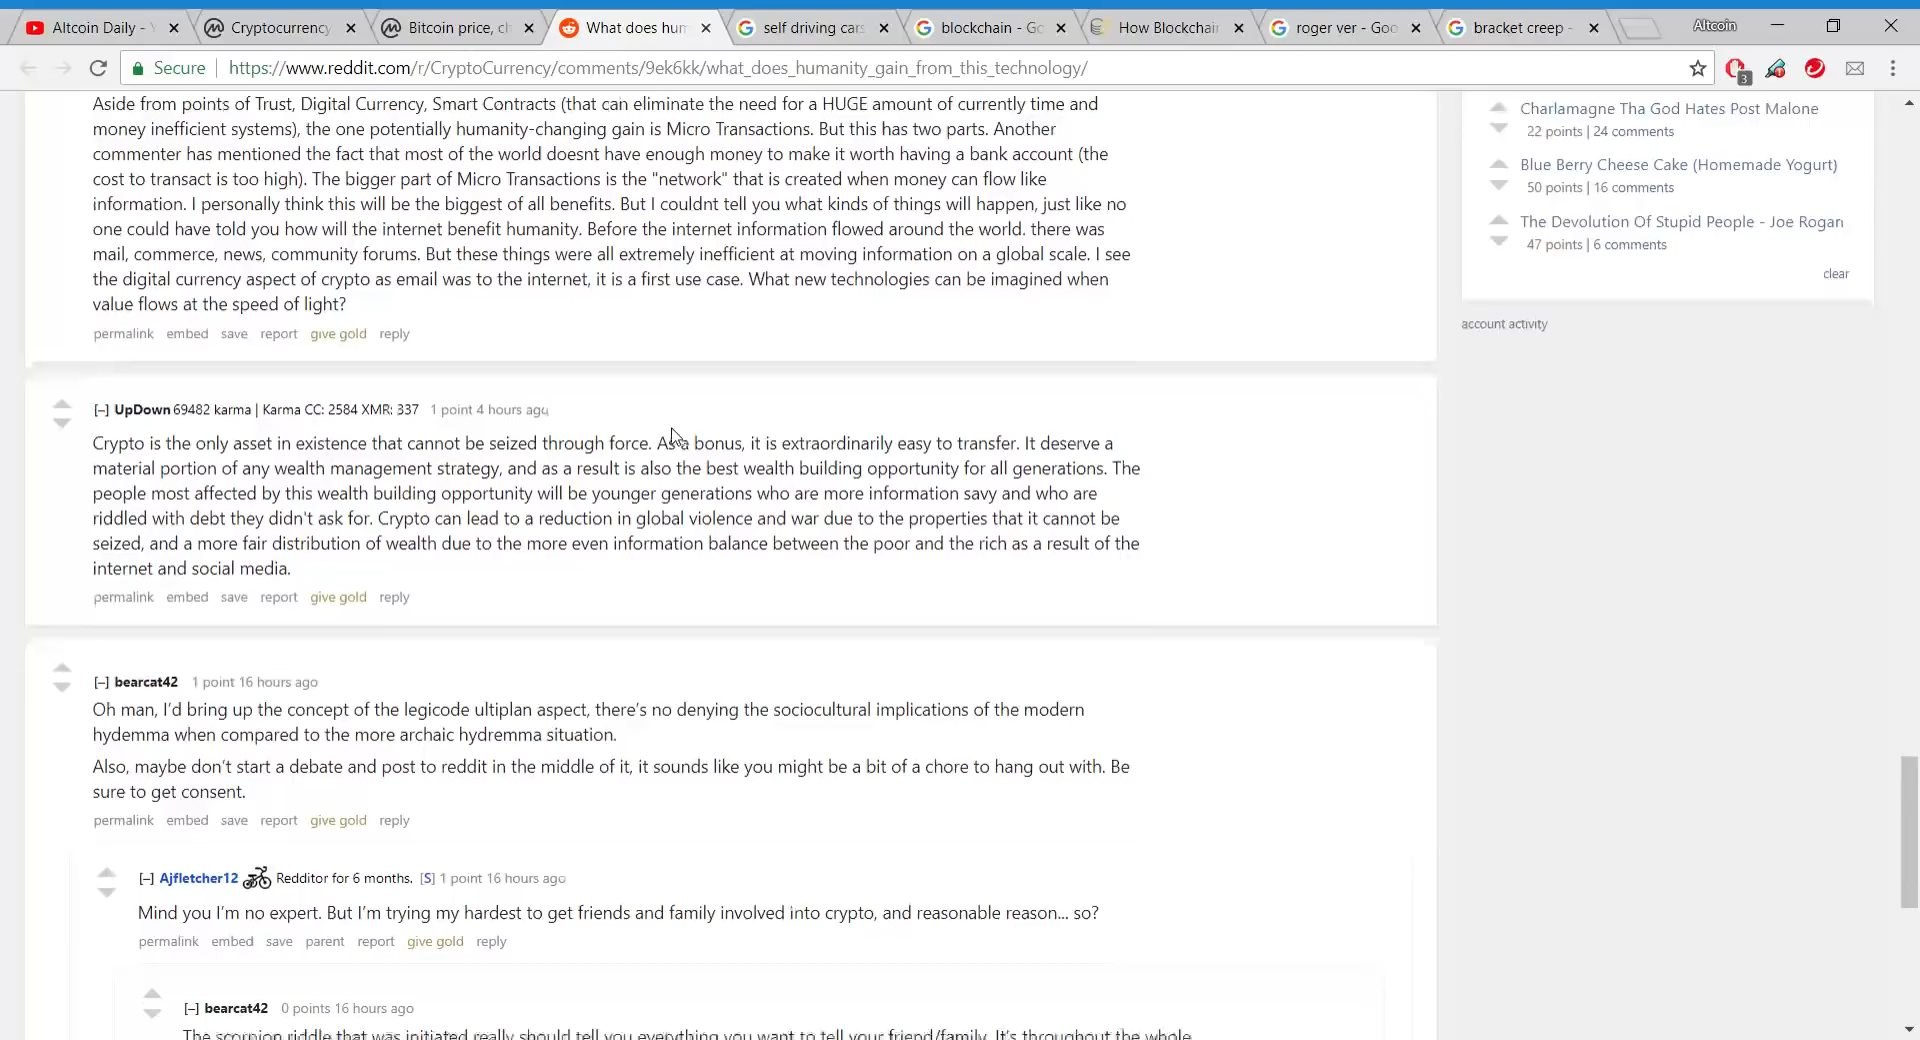 Altcoin Daily - Y
Cryptocurrency
Bitcoin price, ch
What does hum
self driving cars
blockchain - Go
How Blockchain
roger ver - Goo
bracket creep -
Altcoin
Secure
https://www.reddit.com/r/CryptoCurrency/comments/9ek6kk/what_does_humanity_gain_from_this_technology/
3
Aside from points of Trust, Digital Currency, Smart Contracts (that can eliminate the need for a HUGE amount of currently time and
money inefficient systems), the one potentially humanity-changing gain is Micro Transactions. But this has two parts. Another
commenter has mentioned the fact that most of the world doesnt have enough money to make it worth having a bank account (the
cost to transact is too high). The bigger part of Micro Transactions is the "network" that is created when money can flow like
information. I personally think this will be the biggest of all benefits. But I couldnt tell you what kinds of things will happen, just like no
one could have told you how will the internet benefit humanity. Before the internet information flowed around the world. there was
mail, commerce, news, community forums. But these things were all extremely inefficient at moving information on a global scale. I see
the digital currency aspect of crypto as email was to the internet, it is a first use case. What new technologies can be imagined when
value flows at the speed of light?
permalink embed save report give gold reply
[–] UpDown 69482 karma | Karma CC: 2584 XMR: 337 1 point 4 hours ago
Crypto is the only asset in existence that cannot be seized through force. As a bonus, it is extraordinarily easy to transfer. It deserve a
material portion of any wealth management strategy, and as a result is also the best wealth building opportunity for all generations. The
people most affected by this wealth building opportunity will be younger generations who are more information savy and who are
riddled with debt they didn't ask for. Crypto can lead to a reduction in global violence and war due to the properties that it cannot be
seized, and a more fair distribution of wealth due to the more even information balance between the poor and the rich as a result of the
internet and social media.
permalink embed save report give gold reply
[–] bearcat42 1 point 16 hours ago
Oh man, I'd bring up the concept of the legicode ultiplan aspect, there's no denying the sociocultural implications of the modern
hydemma when compared to the more archaic hydremma situation.
Also, maybe don't start a debate and post to reddit in the middle of it, it sounds like you might be a bit of a chore to hang out with. Be
sure to get consent.
permalink embed save report give gold reply
[–] Ajfletcher12 Redditor for 6 months. [S] 1 point 16 hours ago
Mind you I'm no expert. But I'm trying my hardest to get friends and family involved into crypto, and reasonable reason... so?
permalink embed save parent report give gold reply
[–] bearcat42 0 points 16 hours ago
The scorpion riddle that was initiated really should tell you everything you want to tell your friend/family. It's throughout the whole
Charlamagne Tha God Hates Post Malone
22 points | 24 comments
Blue Berry Cheese Cake (Homemade Yogurt)
50 points | 16 comments
The Devolution Of Stupid People - Joe Rogan
47 points | 6 comments
clear
account activity